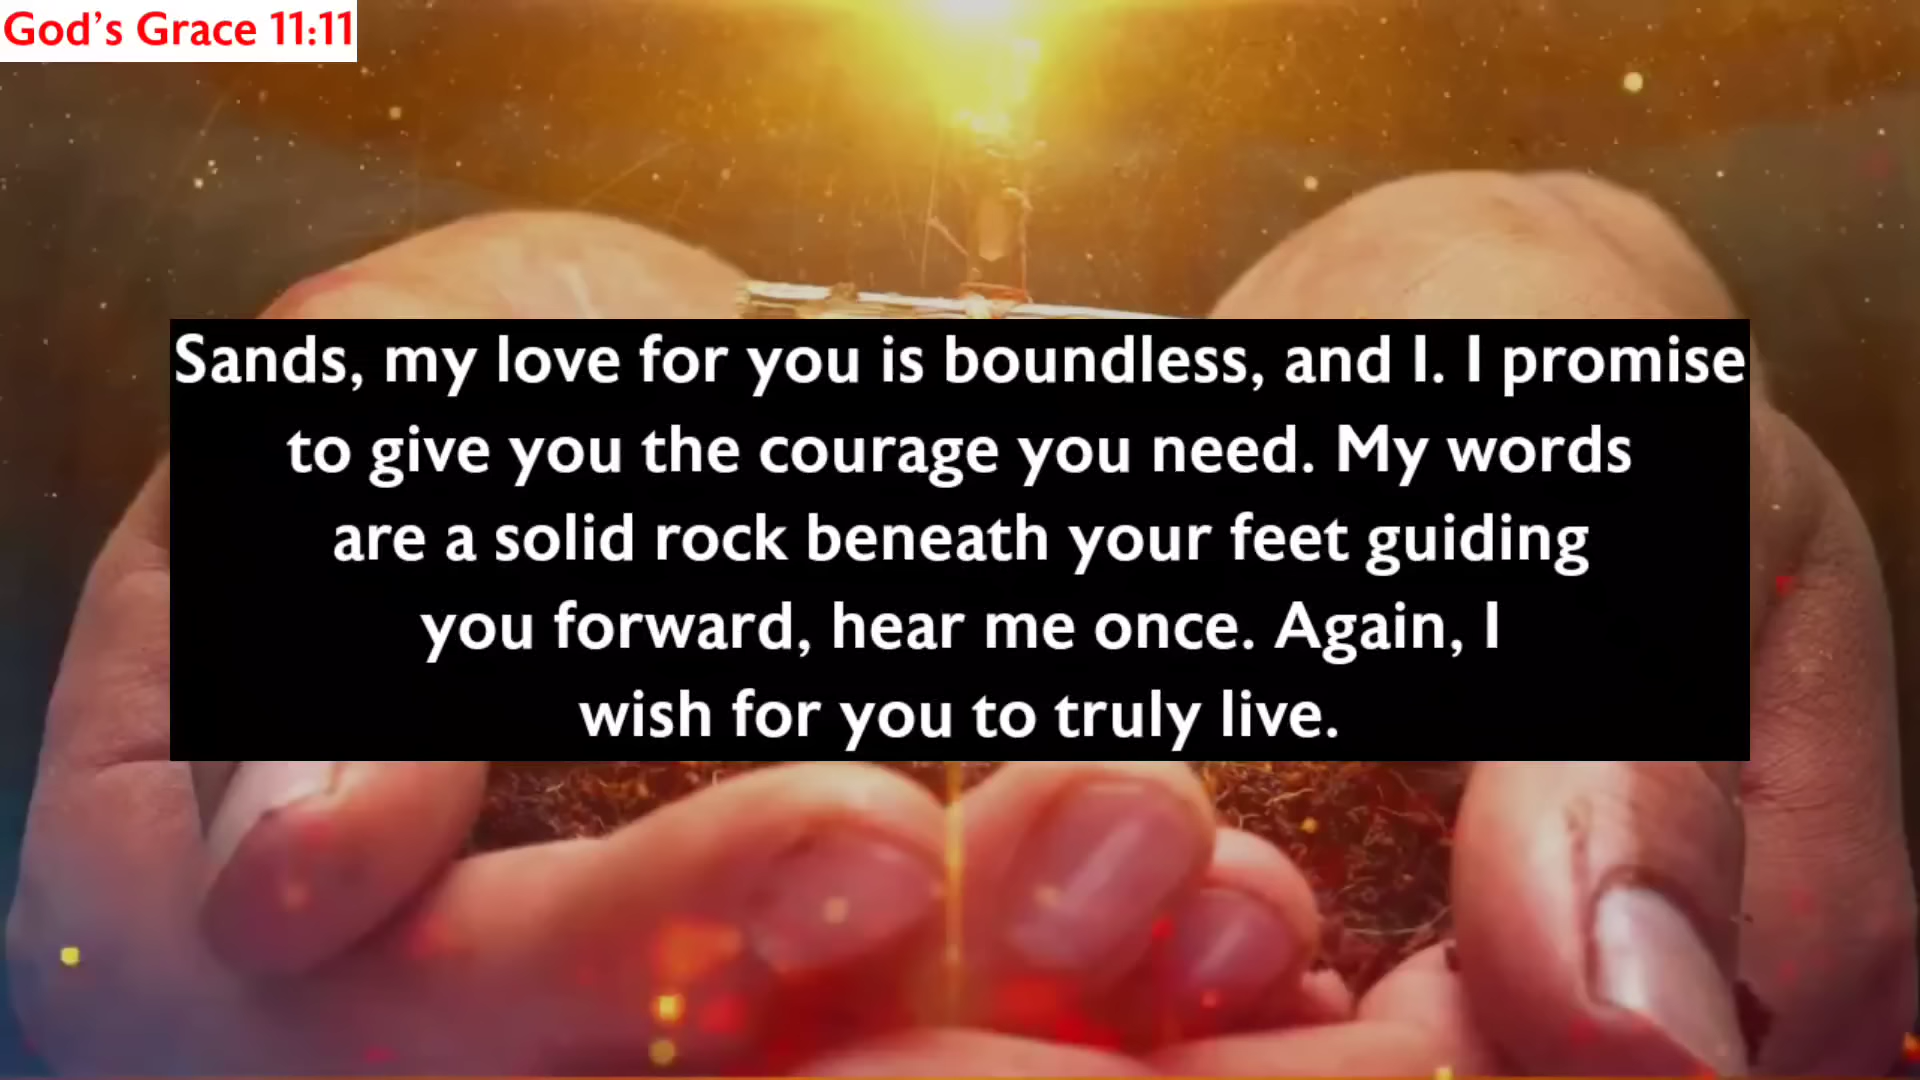 God's Grace 11:11
Sands, my love for you is boundless, and I. I promise
to give you the courage you need. My words
are a solid rock beneath your feet guiding
you forward, hear me once. Again, I
wish for you to truly live.